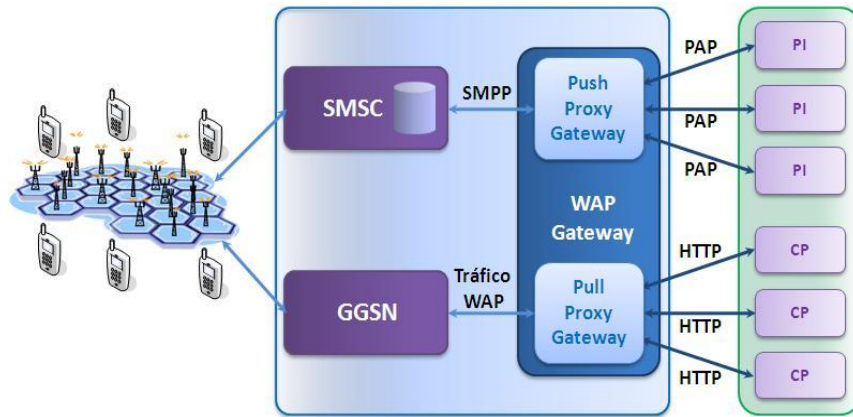 SMSC
SMPP
Push
Proxy
Gateway
WAP
Gateway
GGSN
Tráfico
WAP
Pull
Proxy
Gateway
PAP
PAP
PAP
HTTP
HTTP
HTTP
PI
PI
PI
CP
CP
CP